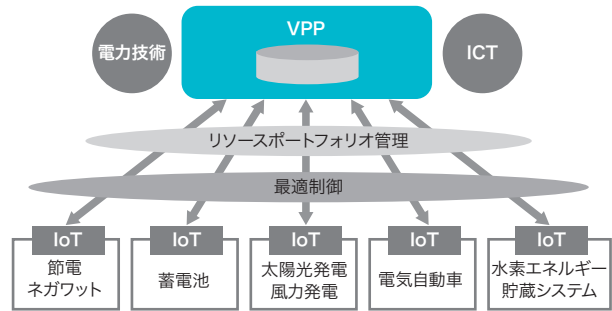 VPP
電力技術
ICT
リソースポートフォリオ管理
最適制御
IoT
IoT
IoT
IoT
IoT
節電
ネガワット
蓄電池
太陽光発電
風力発電
電気自動車
水素エネルギー
貯蔵システム